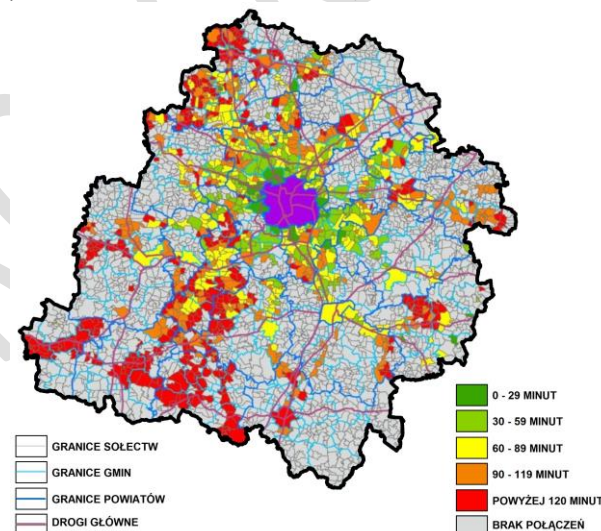 0 - 29 MINUT
30 - 59 MINUT
60 - 89 MINUT
90 - 119 MINUT
POWYŻEJ 120 MINUT
BRAK POŁĄCZEŃ
GRANICE SOŁECTW
GRANICE GMIN
GRANICE POWIATÓW
DROGI GŁÓWNE